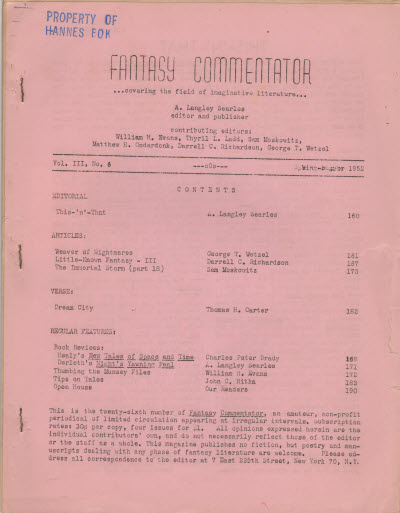 PROPERTY OF
HANNES BOK
FANTASY COMMENTATOR
...covering the field of imaginative literature...
A. Langley Searles
editor and publisher
contributing editors:
William H. Evans, Thyril L. Ladd, Sam Moskowitz,
Matthew H. Onderdonk, Darrell C. Richardson, George T. Wetzel
Vol. III, No. 6 ---o0o--- Spring-Summer 1952
CONTENTS
EDITORIAL
This-'n'-That A. Langley Searles 160
ARTICLES:
Weaver of Nightmares George T. Wetzel 161
Little-Known Fantasy - III Darrell C. Richardson 167
The Immortal Storm (part 18) Sam Moskowitz 173
VERSE:
Dream City Thomas H. Carter 182
REGULAR FEATURES:
Book Reviews:
Healy's New Tales of Space and Time Charles Peter Brady 169
Derleth's Night's Yawning Peal A. Langley Searles 171
Thumbing the Munsey Files William H. Evans 172
Tips on Tales John C. Nitka 183
Open House Our Readers 190
This is the twenty-sixth number of Fantasy Commentator, an amateur, non-profit
periodical of limited circulation appearing at irregular intervals. Subscription
rates: 30¢ per copy, four issues for $1. All opinions expressed herein are the
individual contributors' own, and do not necessarily reflect those of the editor
or the staff as a whole. This magazine publishes no fiction, but poetry and manu-
scripts dealing with any phase of fantasy literature are welcome. Please ad-
dress all correspondence to the editor at 7 East 235th Street, New York 70, N.Y.